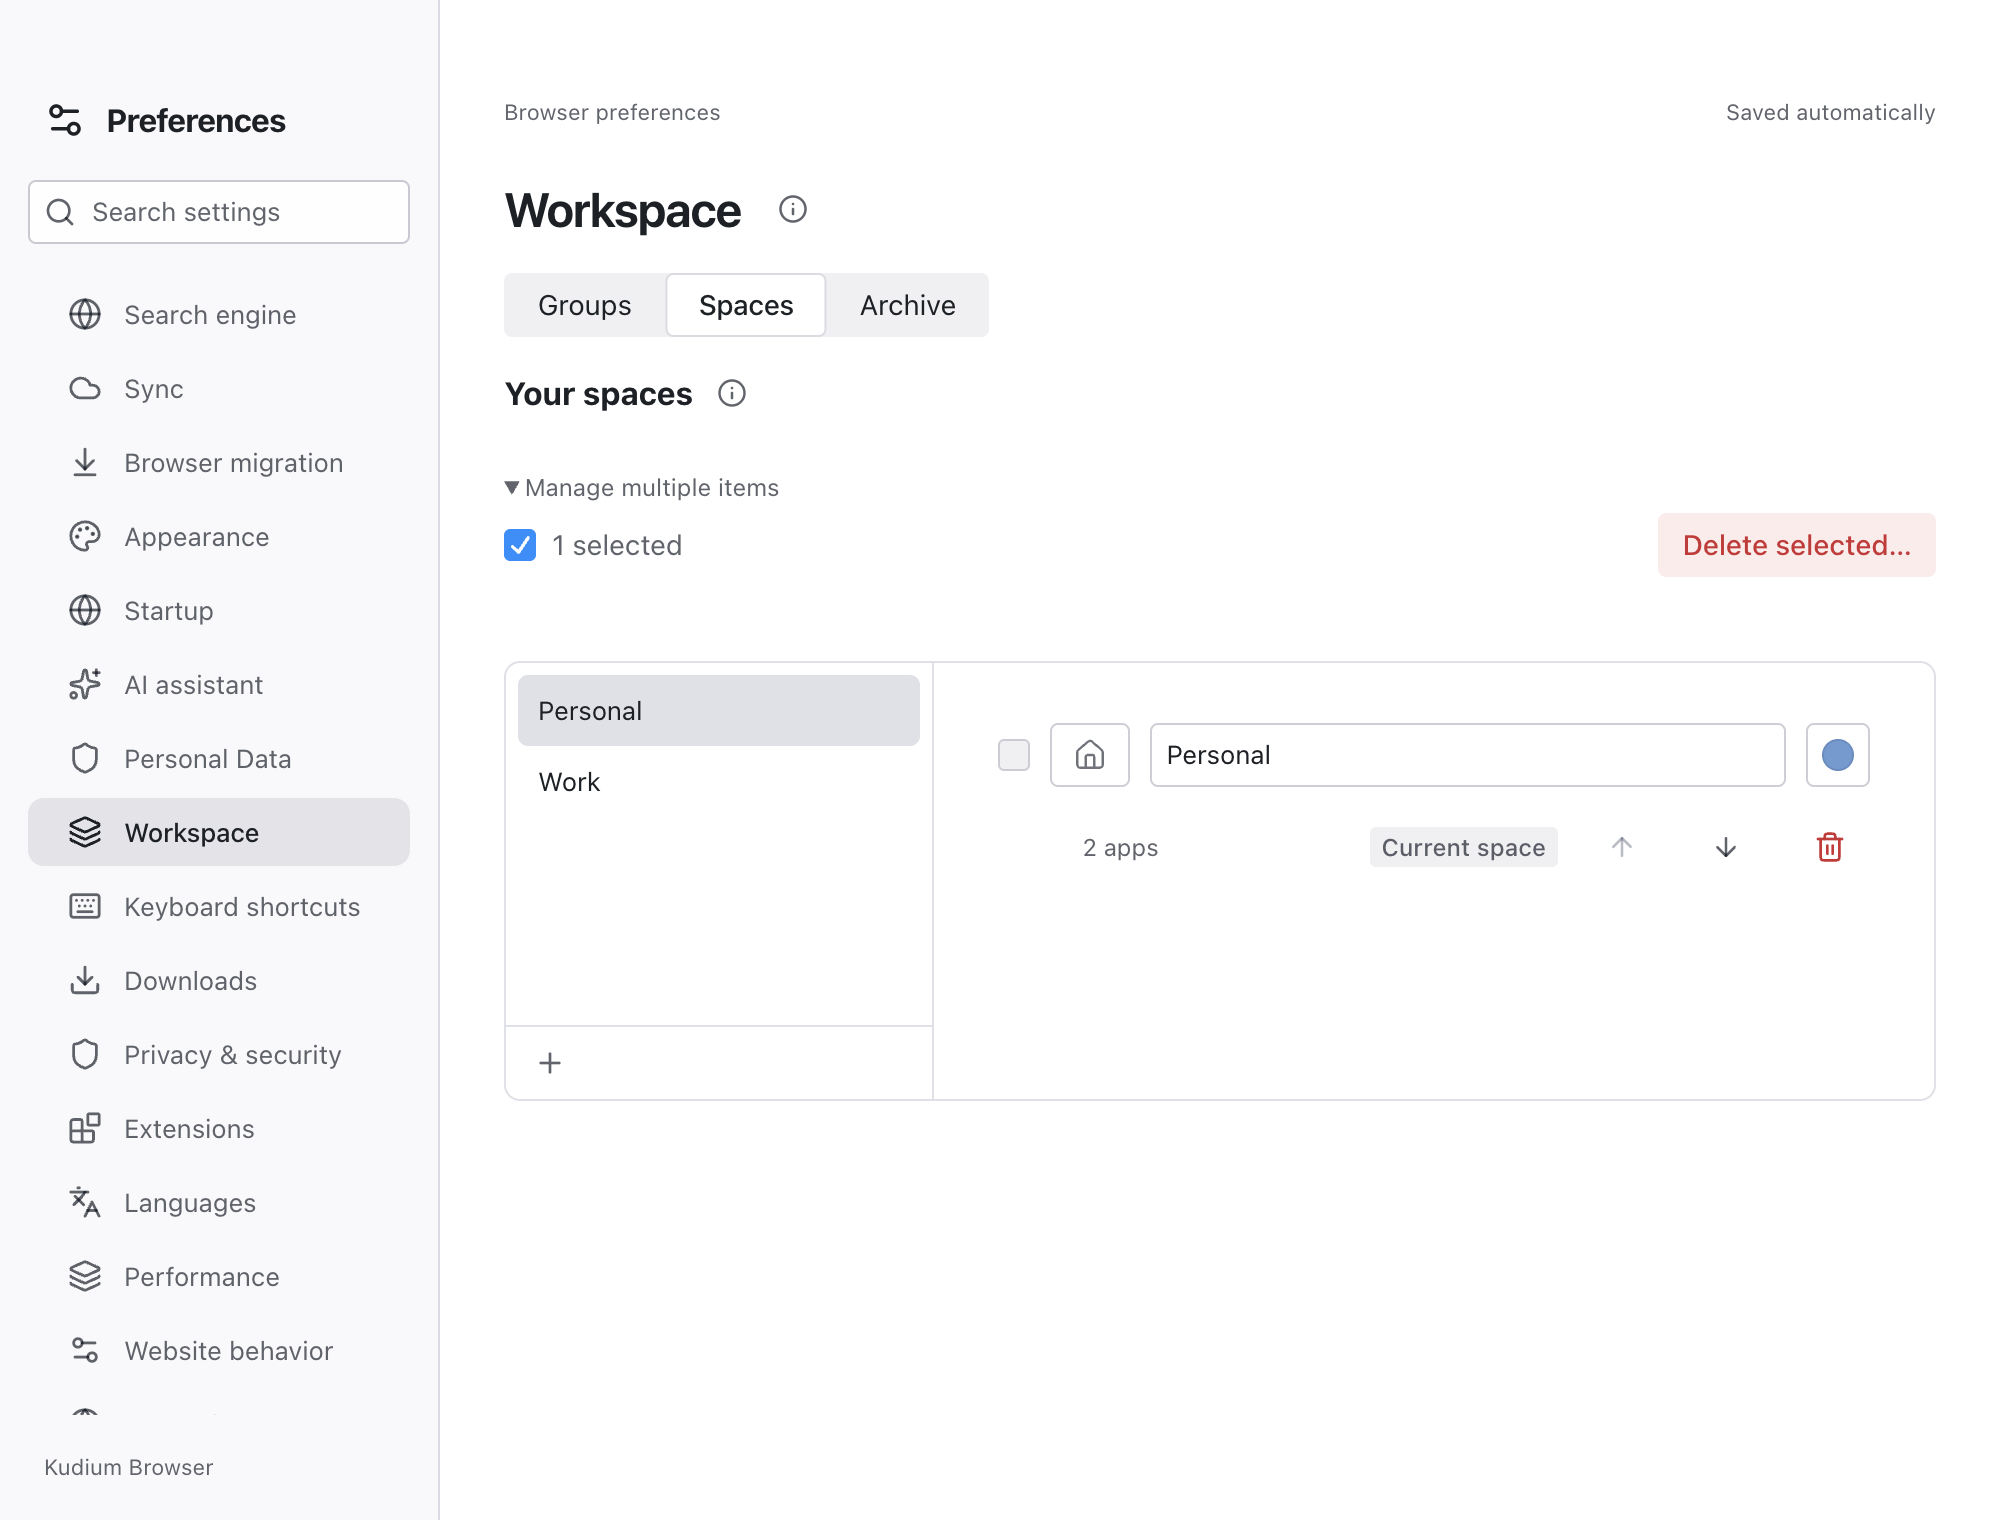 Preferences
Search settings
Search engine
Sync
Browser migration
Appearance
Startup
AI assistant
Personal Data
Workspace
Keyboard shortcuts
Downloads
Privacy & security
Extensions
Languages
Performance
Website behavior
Kudium Browser
Browser preferences
Saved automatically
Workspace
Groups
Spaces
Archive
Your spaces
Manage multiple items
1 selected
Delete selected...
Personal
Work
Personal
2 apps
Current space